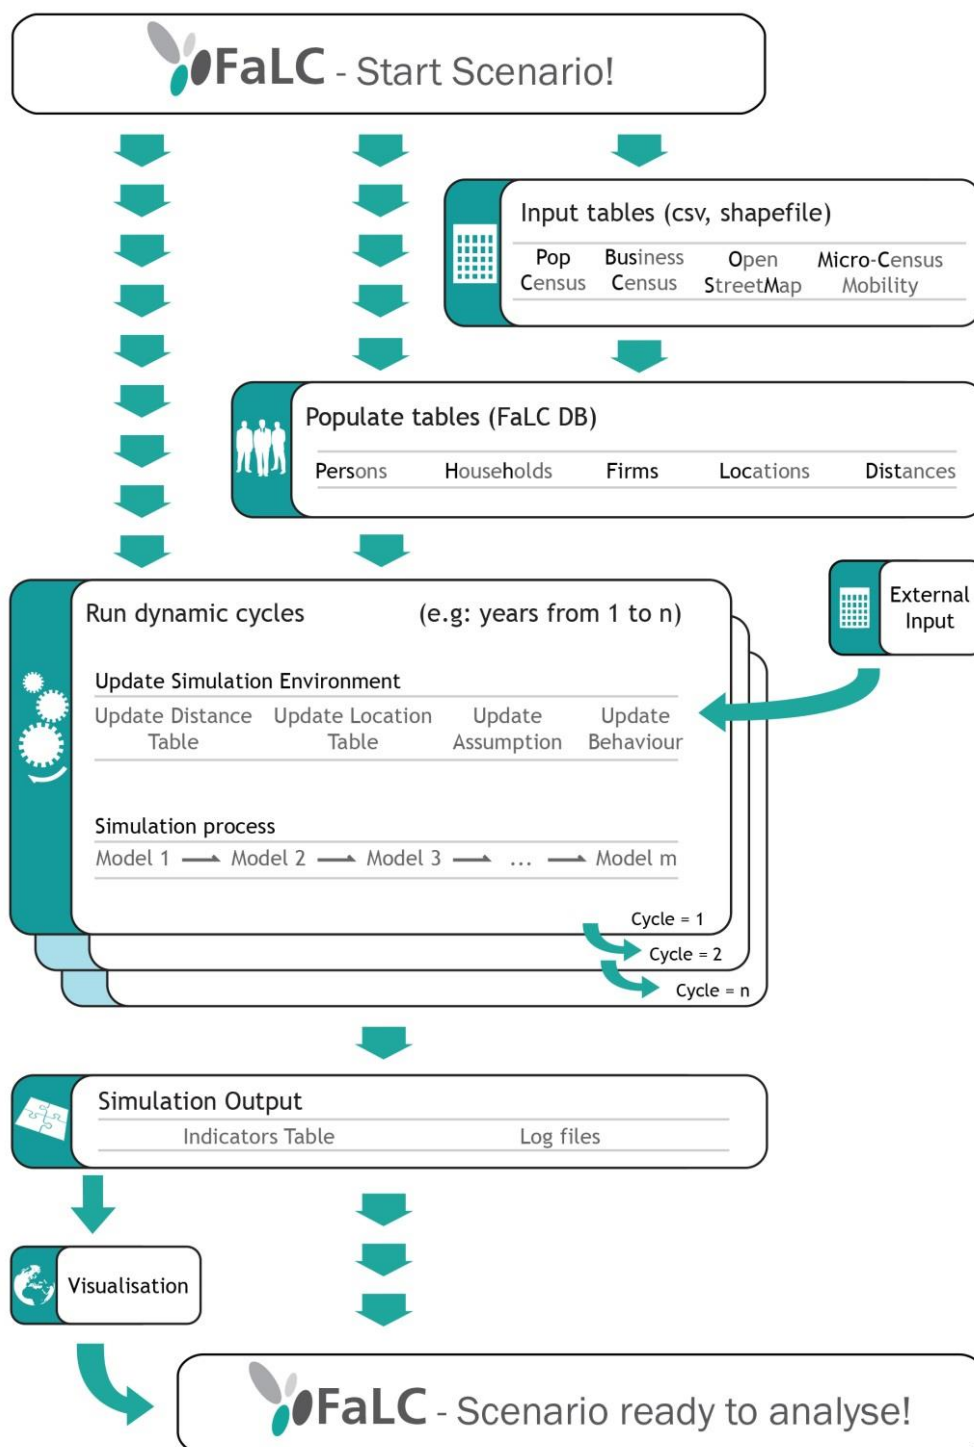 FaLC - Start Scenario!
Input tables (csv, shapefile)
Pop Census
Business Census
Open StreetMap
Micro-Census Mobility
Populate tables (FaLC DB)
Persons Households Firms Locations Distances
External Input
Run dynamic cycles (e.g: years from 1 to n)
Update Simulation Environment
Update Distance Table
Update Location Table
Update Assumption
Update Behaviour
Simulation process
Model 1 Model 2 Model 3 ... Model m
Cycle = 1
Cycle = 2
Cycle = n
Simulation Output
Indicators Table Log files
Visualisation
FaLC - Scenario ready to analyse!